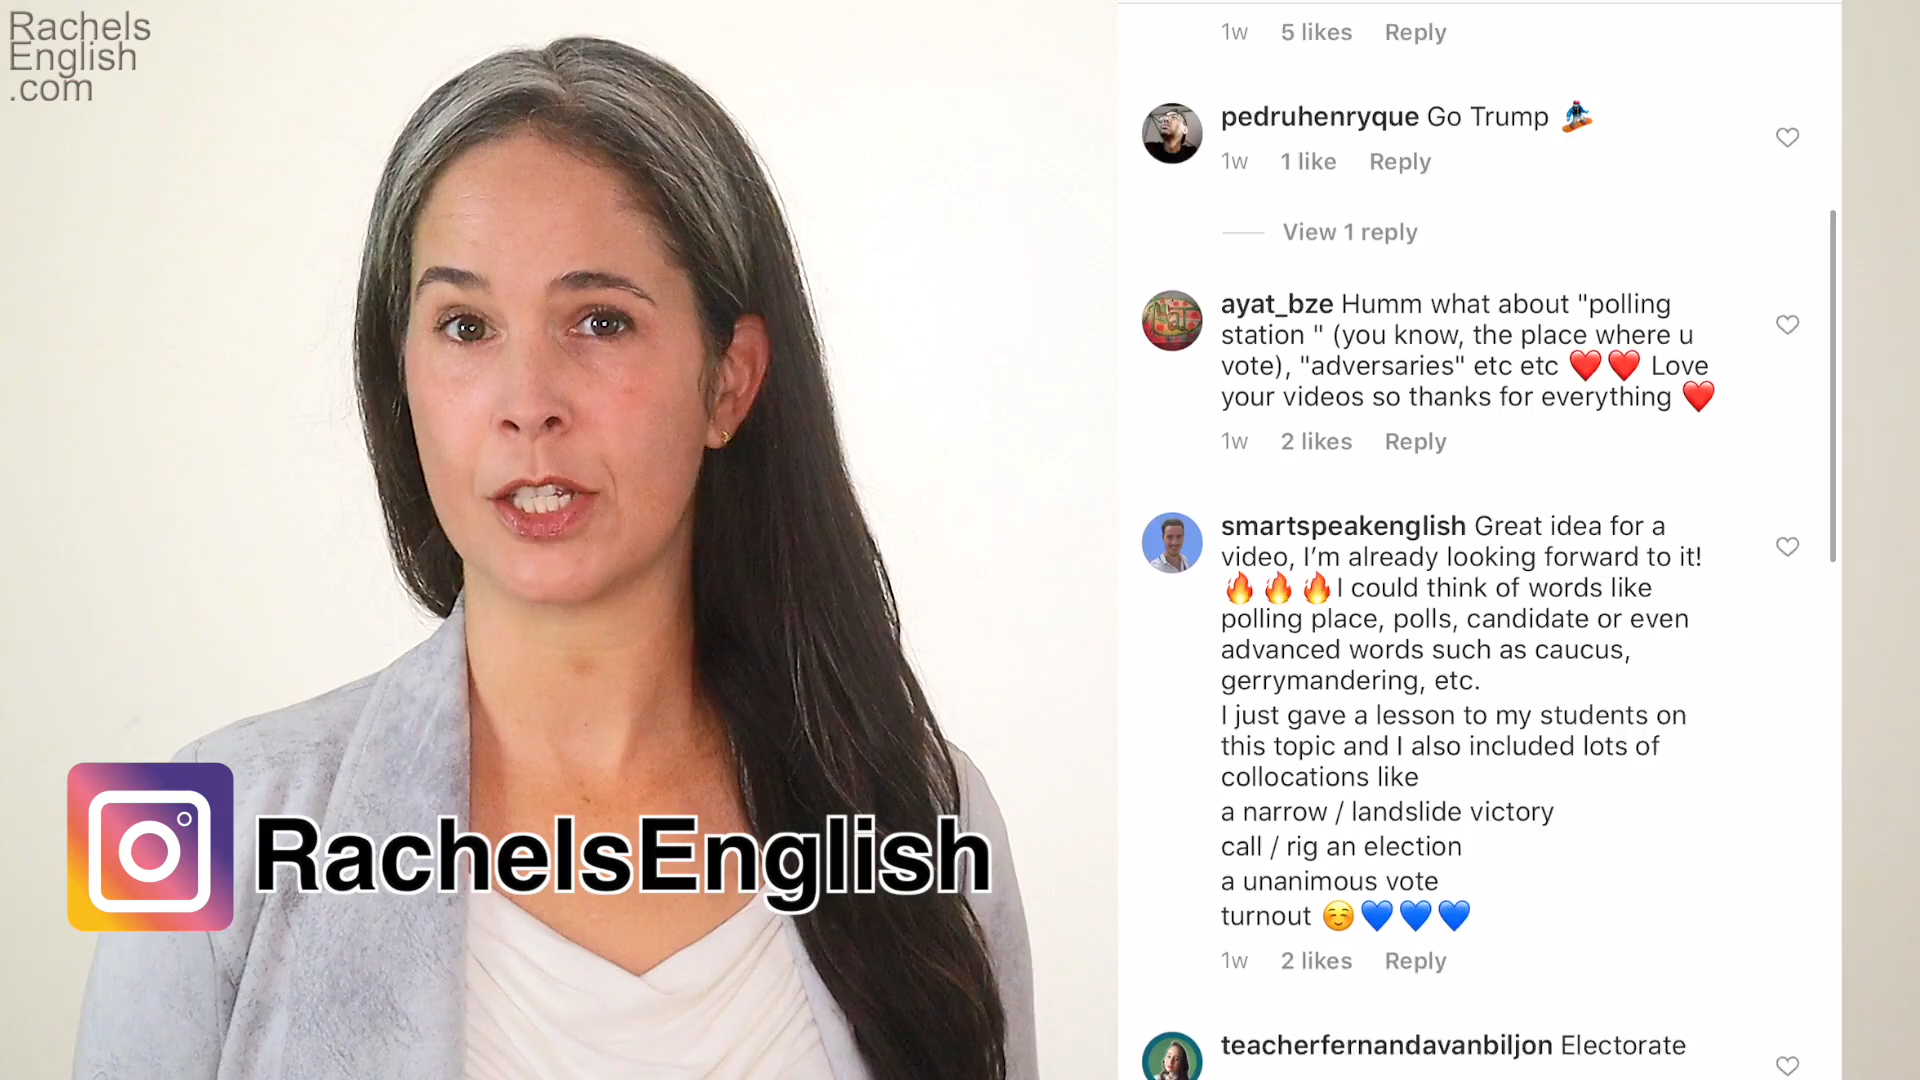 Rachels
English
.com
RachelsEnglish
1w 5 likes Reply
pedruhenryque Go Trump 🏂
1w 1 like Reply
View 1 reply
ayat_bze Humm what about "polling
station " (you know, the place where u
vote), "adversaries" etc etc ❤️❤️ Love
your videos so thanks for everything ❤️
1w 2 likes Reply
smartspeakenglish Great idea for a
video, I’m already looking forward to it!
🔥🔥🔥I could think of words like
polling place, polls, candidate or even
advanced words such as caucus,
gerrymandering, etc.
I just gave a lesson to my students on
this topic and I also included lots of
collocations like
a narrow / landslide victory
call / rig an election
a unanimous vote
turnout ☺️💙💙💙
1w 2 likes Reply
teacherfernandavanbiljon Electorate